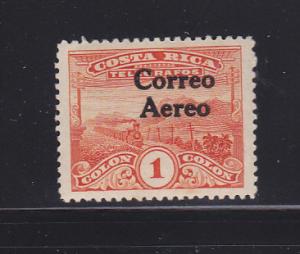 COSTA RICA
TELEGRAFOS
Correo
Aereo
COLON 1 COLON